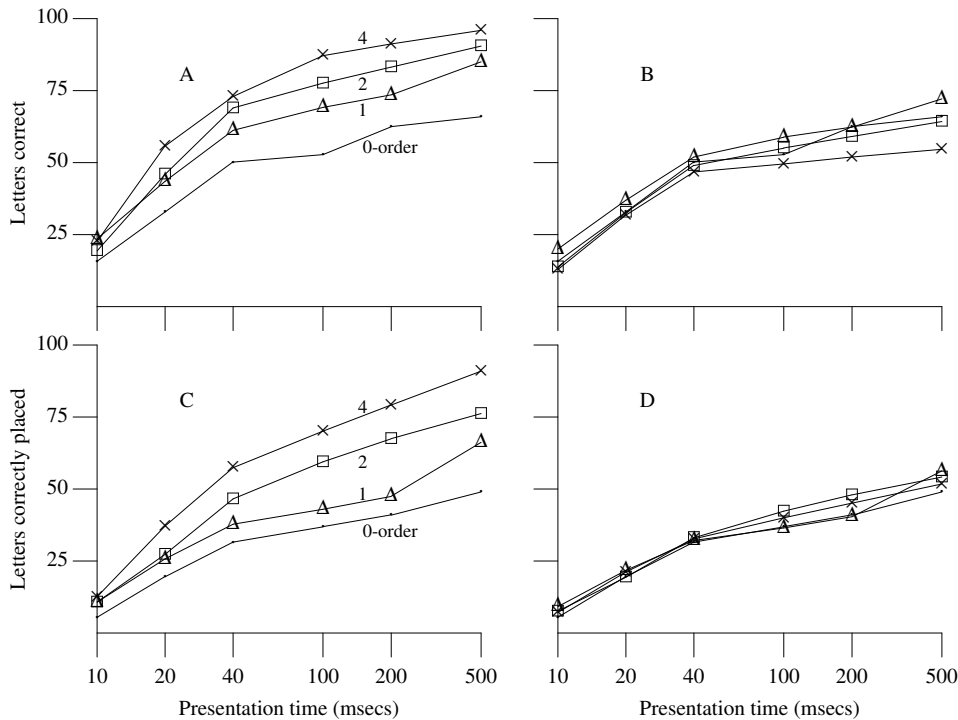 100
75
50
25
Letters correct
A
4
2
1
0-order
B
100
75
50
25
Letters correctly placed
C
4
2
1
0-order
D
10 20 40 100 200 500
Presentation time (msecs)
10 20 40 100 200 500
Presentation time (msecs)